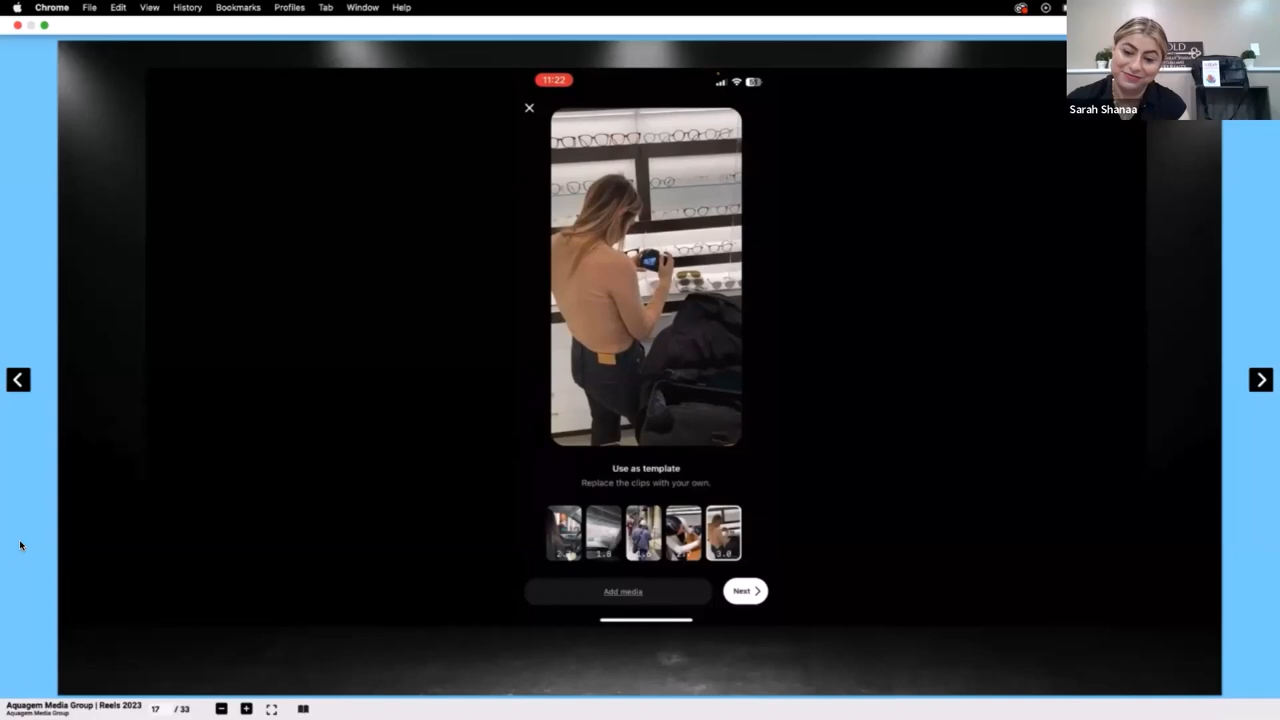 Chrome File Edit View History Bookmarks Profiles Tab Window Help
OLD
Sarah Shanaa
11:22
Use as template
Replace the clips with your own.
1.8
3.0
Add media
Next
Aquagem Media Group | Reels 2023
Aquagem Media Group
17 / 33